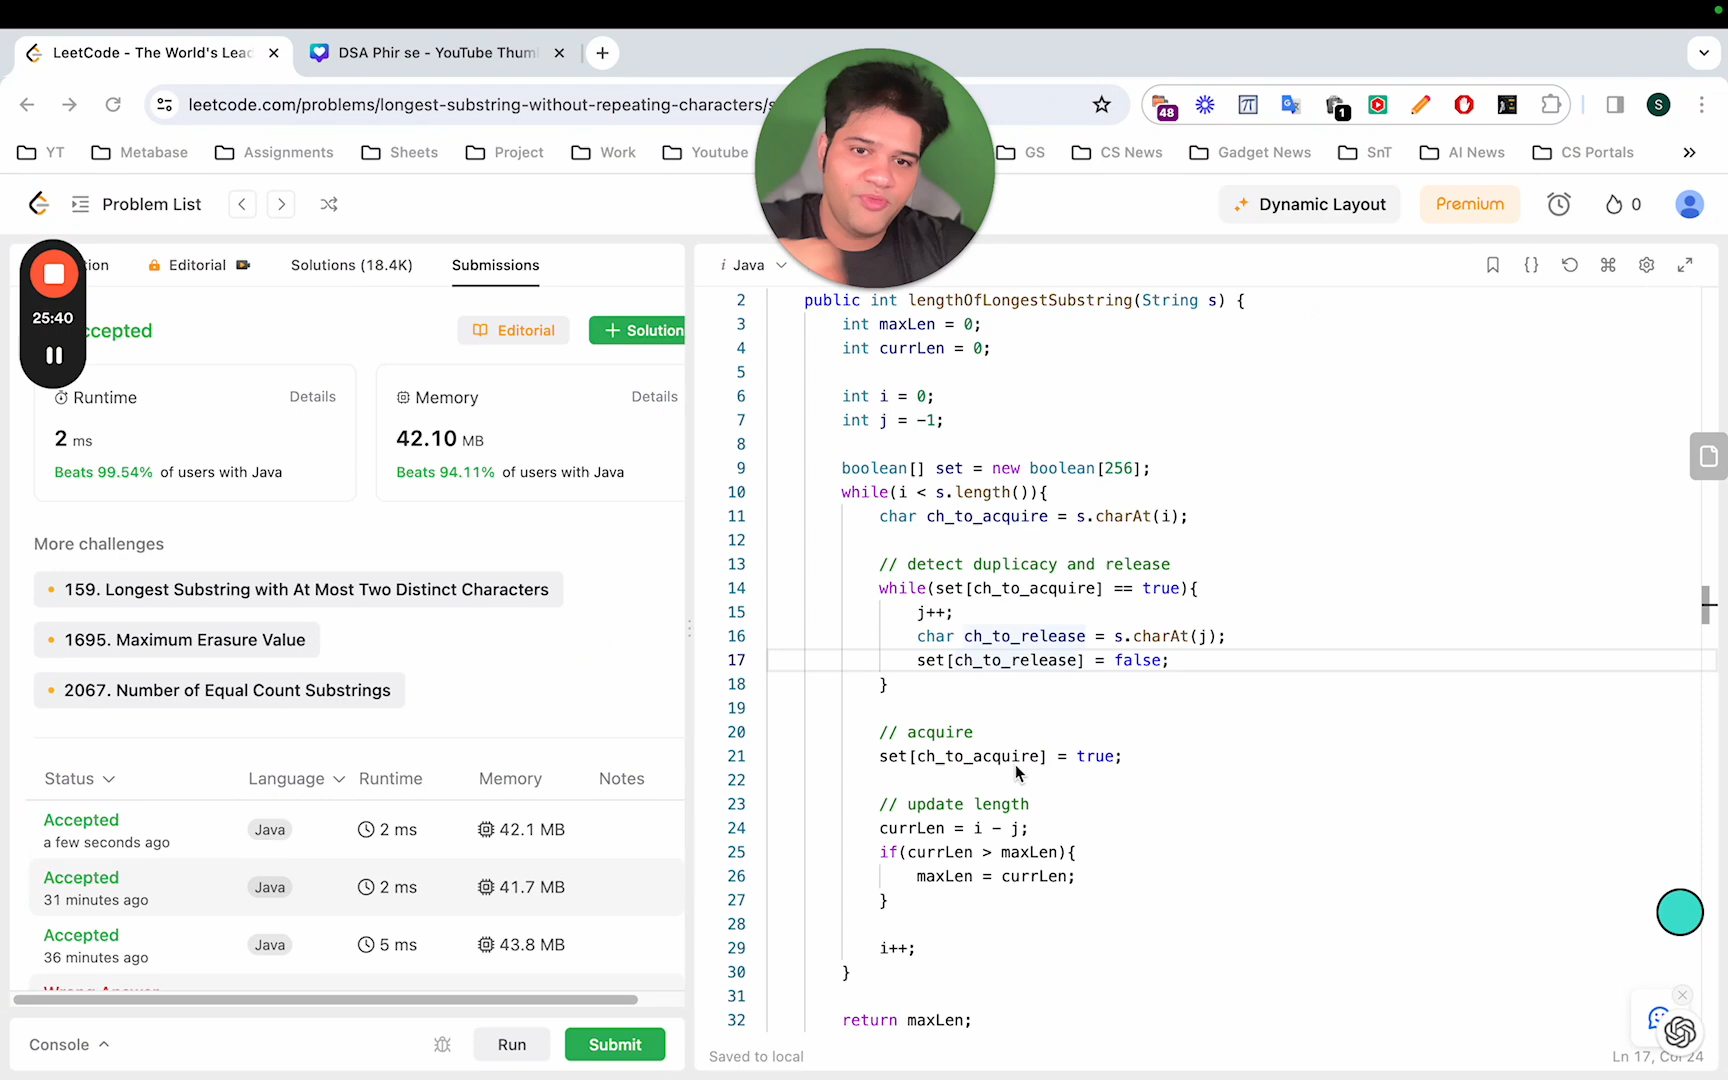 LeetCode - The World's Lead
DSA Phir se - YouTube Thum
leetcode.com/problems/longest-substring-without-repeating-characters/s
48
1
S
YT
Metabase
Assignments
Sheets
Project
Work
Youtube
GS
CS News
Gadget News
SnT
AI News
CS Portals
Problem List
Dynamic Layout
Premium
0
tion
Editorial
Solutions (18.4K)
Submissions
25:40
ccepted
Editorial
Solution
Runtime
Details
2 ms
Beats 99.54% of users with Java
Memory
Details
42.10 MB
Beats 94.11% of users with Java
More challenges
159. Longest Substring with At Most Two Distinct Characters
1695. Maximum Erasure Value
2067. Number of Equal Count Substrings
Status
Language
Runtime
Memory
Notes
Accepted
a few seconds ago
Java
2 ms
42.1 MB
Accepted
31 minutes ago
Java
2 ms
41.7 MB
Accepted
36 minutes ago
Java
5 ms
43.8 MB
Console
Run
Submit
i Java
2 public int lengthOfLongestSubstring(String s) {
3 int maxLen = 0;
4 int currLen = 0;
5
6 int i = 0;
7 int j = -1;
8
9 boolean[] set = new boolean[256];
10 while(i < s.length()){
11 char ch_to_acquire = s.charAt(i);
12
13 // detect duplicacy and release
14 while(set[ch_to_acquire] == true){
15 j++;
16 char ch_to_release = s.charAt(j);
17 set[ch_to_release] = false;
18 }
19
20 // acquire
21 set[ch_to_acquire] = true;
22
23 // update length
24 currLen = i - j;
25 if(currLen > maxLen){
26 maxLen = currLen;
27 }
28
29 i++;
30 }
31
32 return maxLen;
Saved to local
Ln 17, Col 24